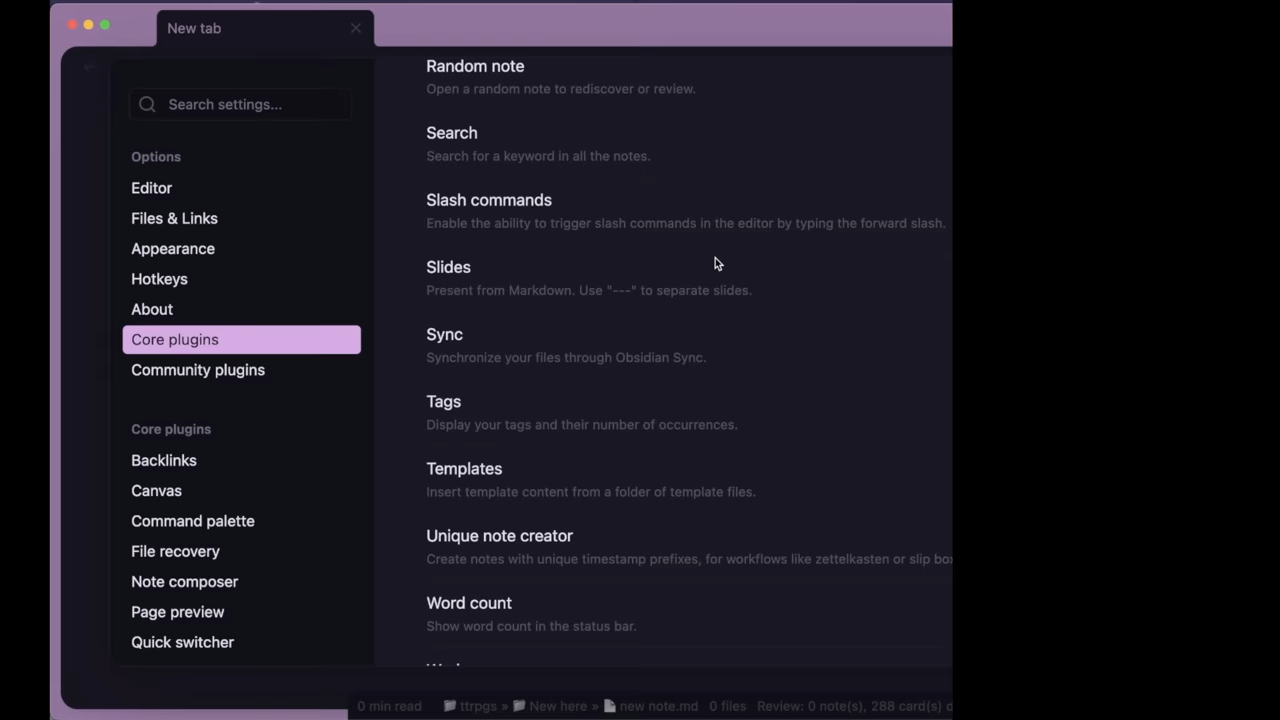 New tab
Search settings...
Options
Editor
Files & Links
Appearance
Hotkeys
About
Core plugins
Community plugins
Core plugins
Backlinks
Canvas
Command palette
File recovery
Note composer
Page preview
Quick switcher
Random note
Open a random note to rediscover or review.
Search
Search for a keyword in all the notes.
Slash commands
Enable the ability to trigger slash commands in the editor by typing the forward slash.
Slides
Present from Markdown. Use "---" to separate slides.
Sync
Synchronize your files through Obsidian Sync.
Tags
Display your tags and their number of occurrences.
Templates
Insert template content from a folder of template files.
Unique note creator
Create notes with unique timestamp prefixes, for workflows like zettelkasten or slip box
Word count
Show word count in the status bar.
0 min read ttrpgs » New here » new note.md 0 files Review: 0 note(s), 288 card(s) d